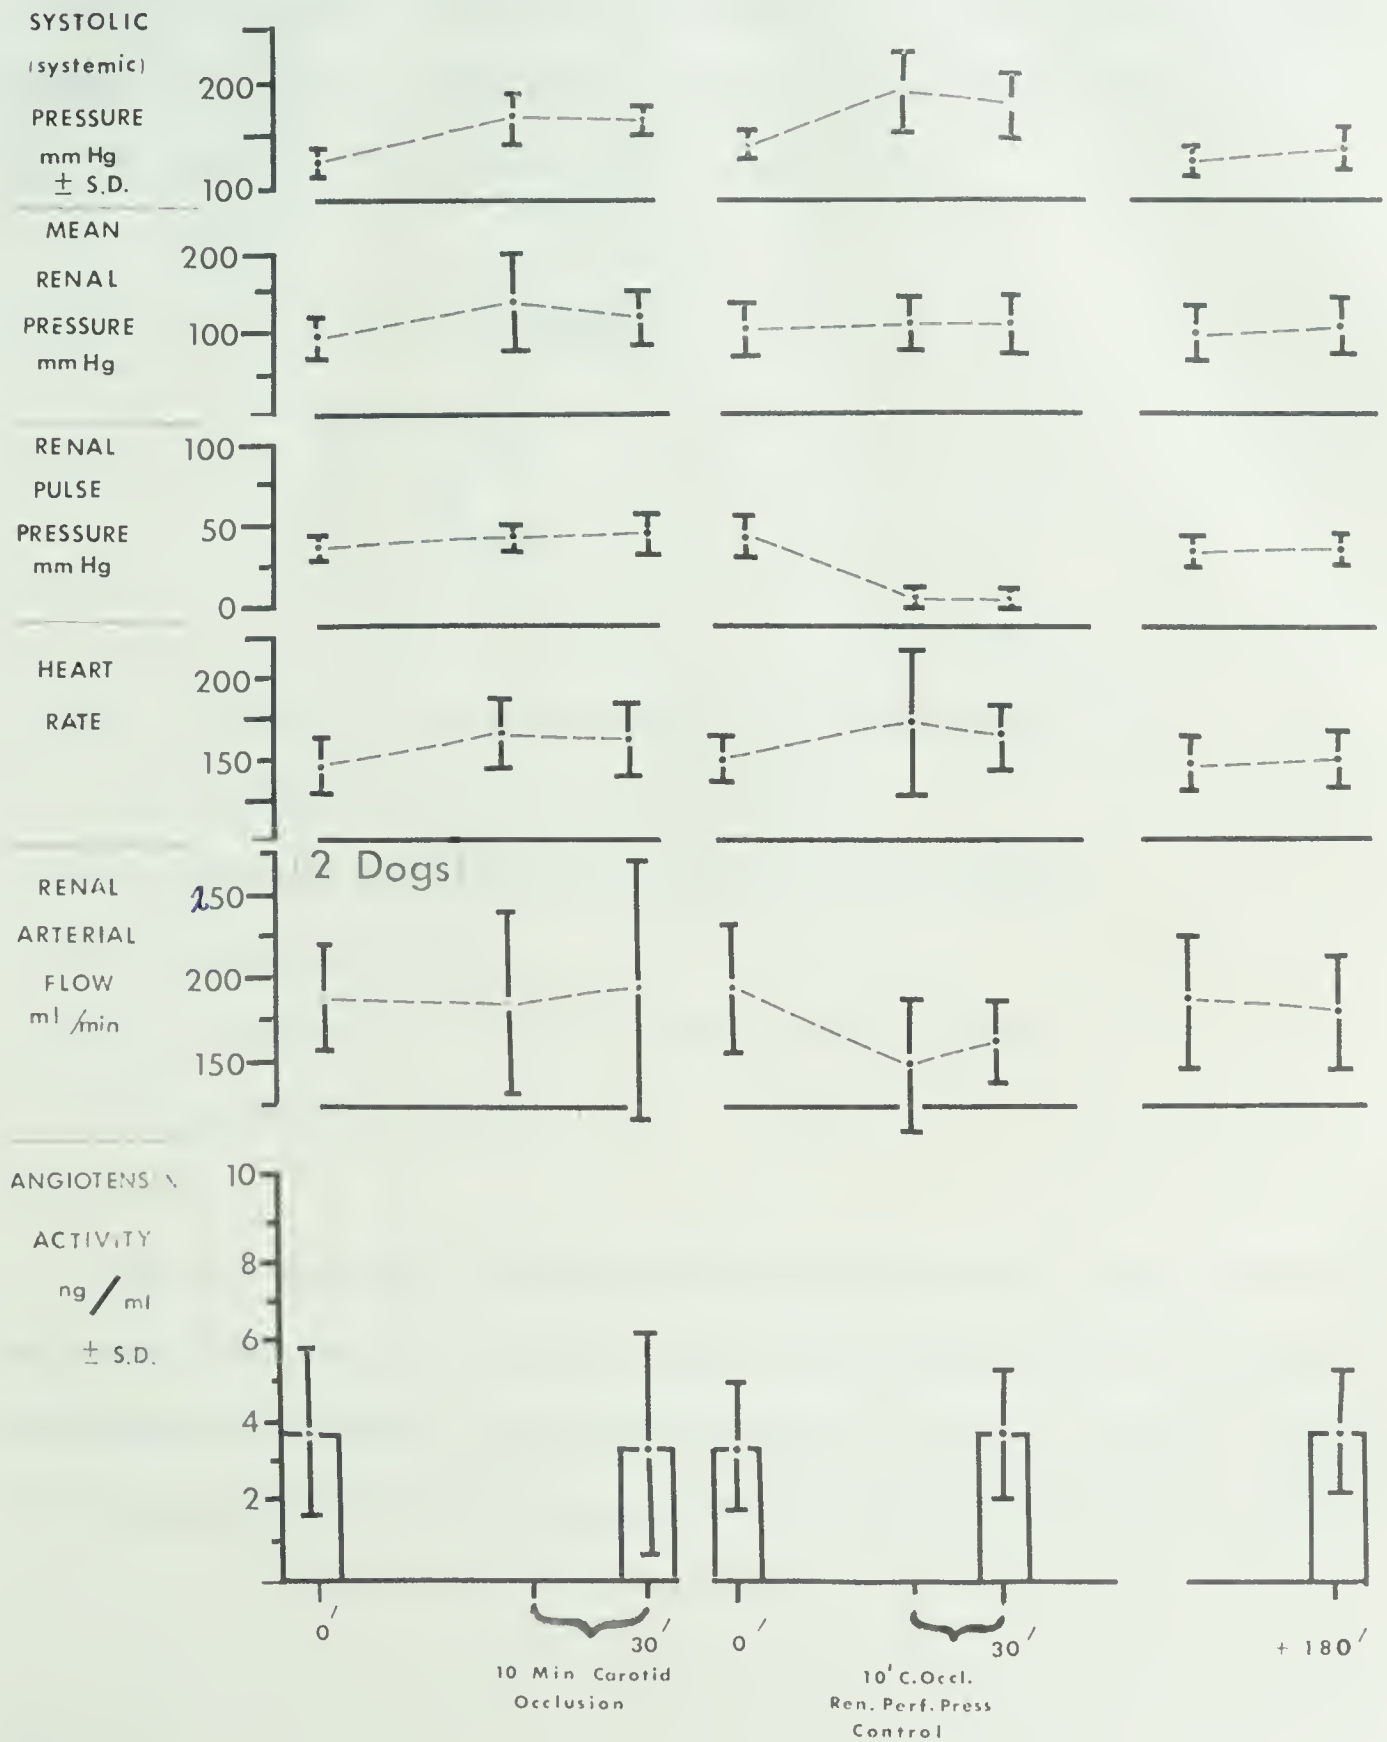 SYSTOLIC
(systemic)
PRESSURE
mm Hg
± S.D.
200
100
MEAN
RENAL
PRESSURE
mm Hg
200
100
RENAL
PULSE
PRESSURE
mm Hg
100
50
0
HEART
RATE
200
150
RENAL
ARTERIAL
FLOW
ml /min
250
200
150
2 Dogs
ANGIOTENSIN
ACTIVITY
ng/ml
± S.D.
10
8
6
4
2
0′
30′
10 Min Carotid
Occlusion
0′
30′
10′ C.Occl.
Ren. Perf. Press
Control
+ 180′